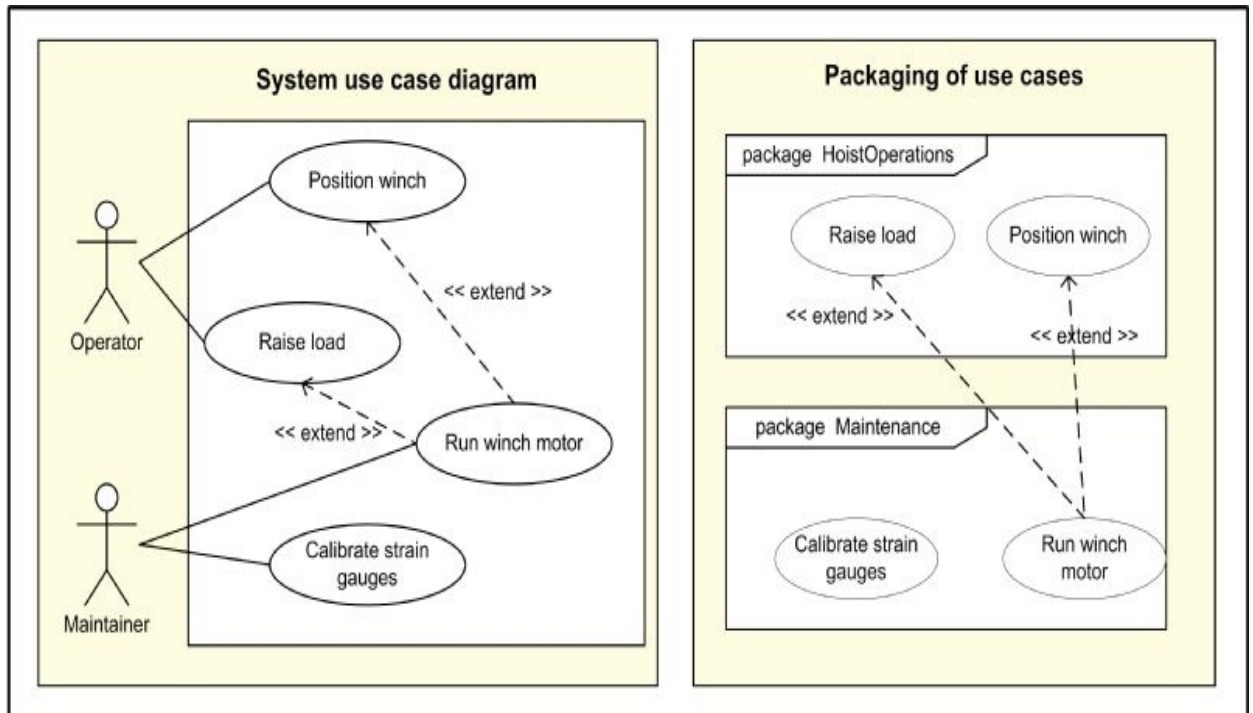 System use case diagram
Position winch
<< extend >>
Operator
Raise load
<< extend >>
Run winch motor
Maintainer
Calibrate strain
gauges
Packaging of use cases
package HoistOperations
Raise load
Position winch
<< extend >>
<< extend >>
package Maintenance
Calibrate strain
gauges
Run winch
motor